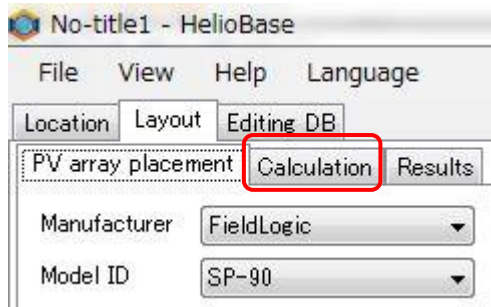 No-title1 - HelioBase
File View Help Language
Location Layout Editing DB
PV array placement Calculation Results
Manufacturer FieldLogic
Model ID SP-90